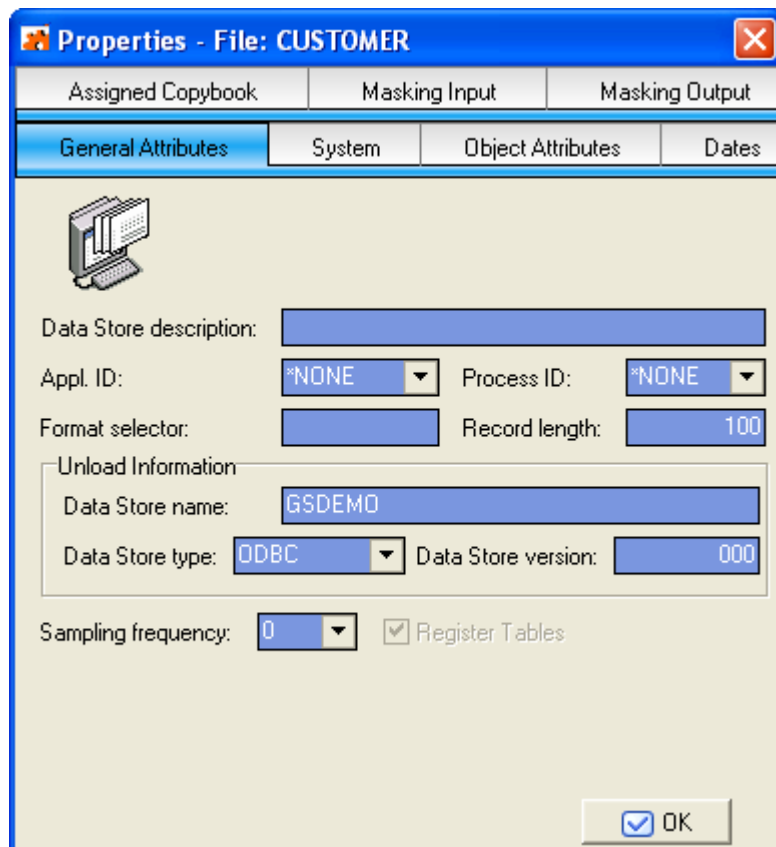 Properties - File: CUSTOMER
Assigned Copybook Masking Input Masking Output
General Attributes System Object Attributes Dates
Data Store description:
Appl. ID: *NONE Process ID: *NONE
Format selector: Record length: 100
Unload Information
Data Store name: GSDEMO
Data Store type: ODBC Data Store version: 000
Sampling frequency: 0 Register Tables
OK